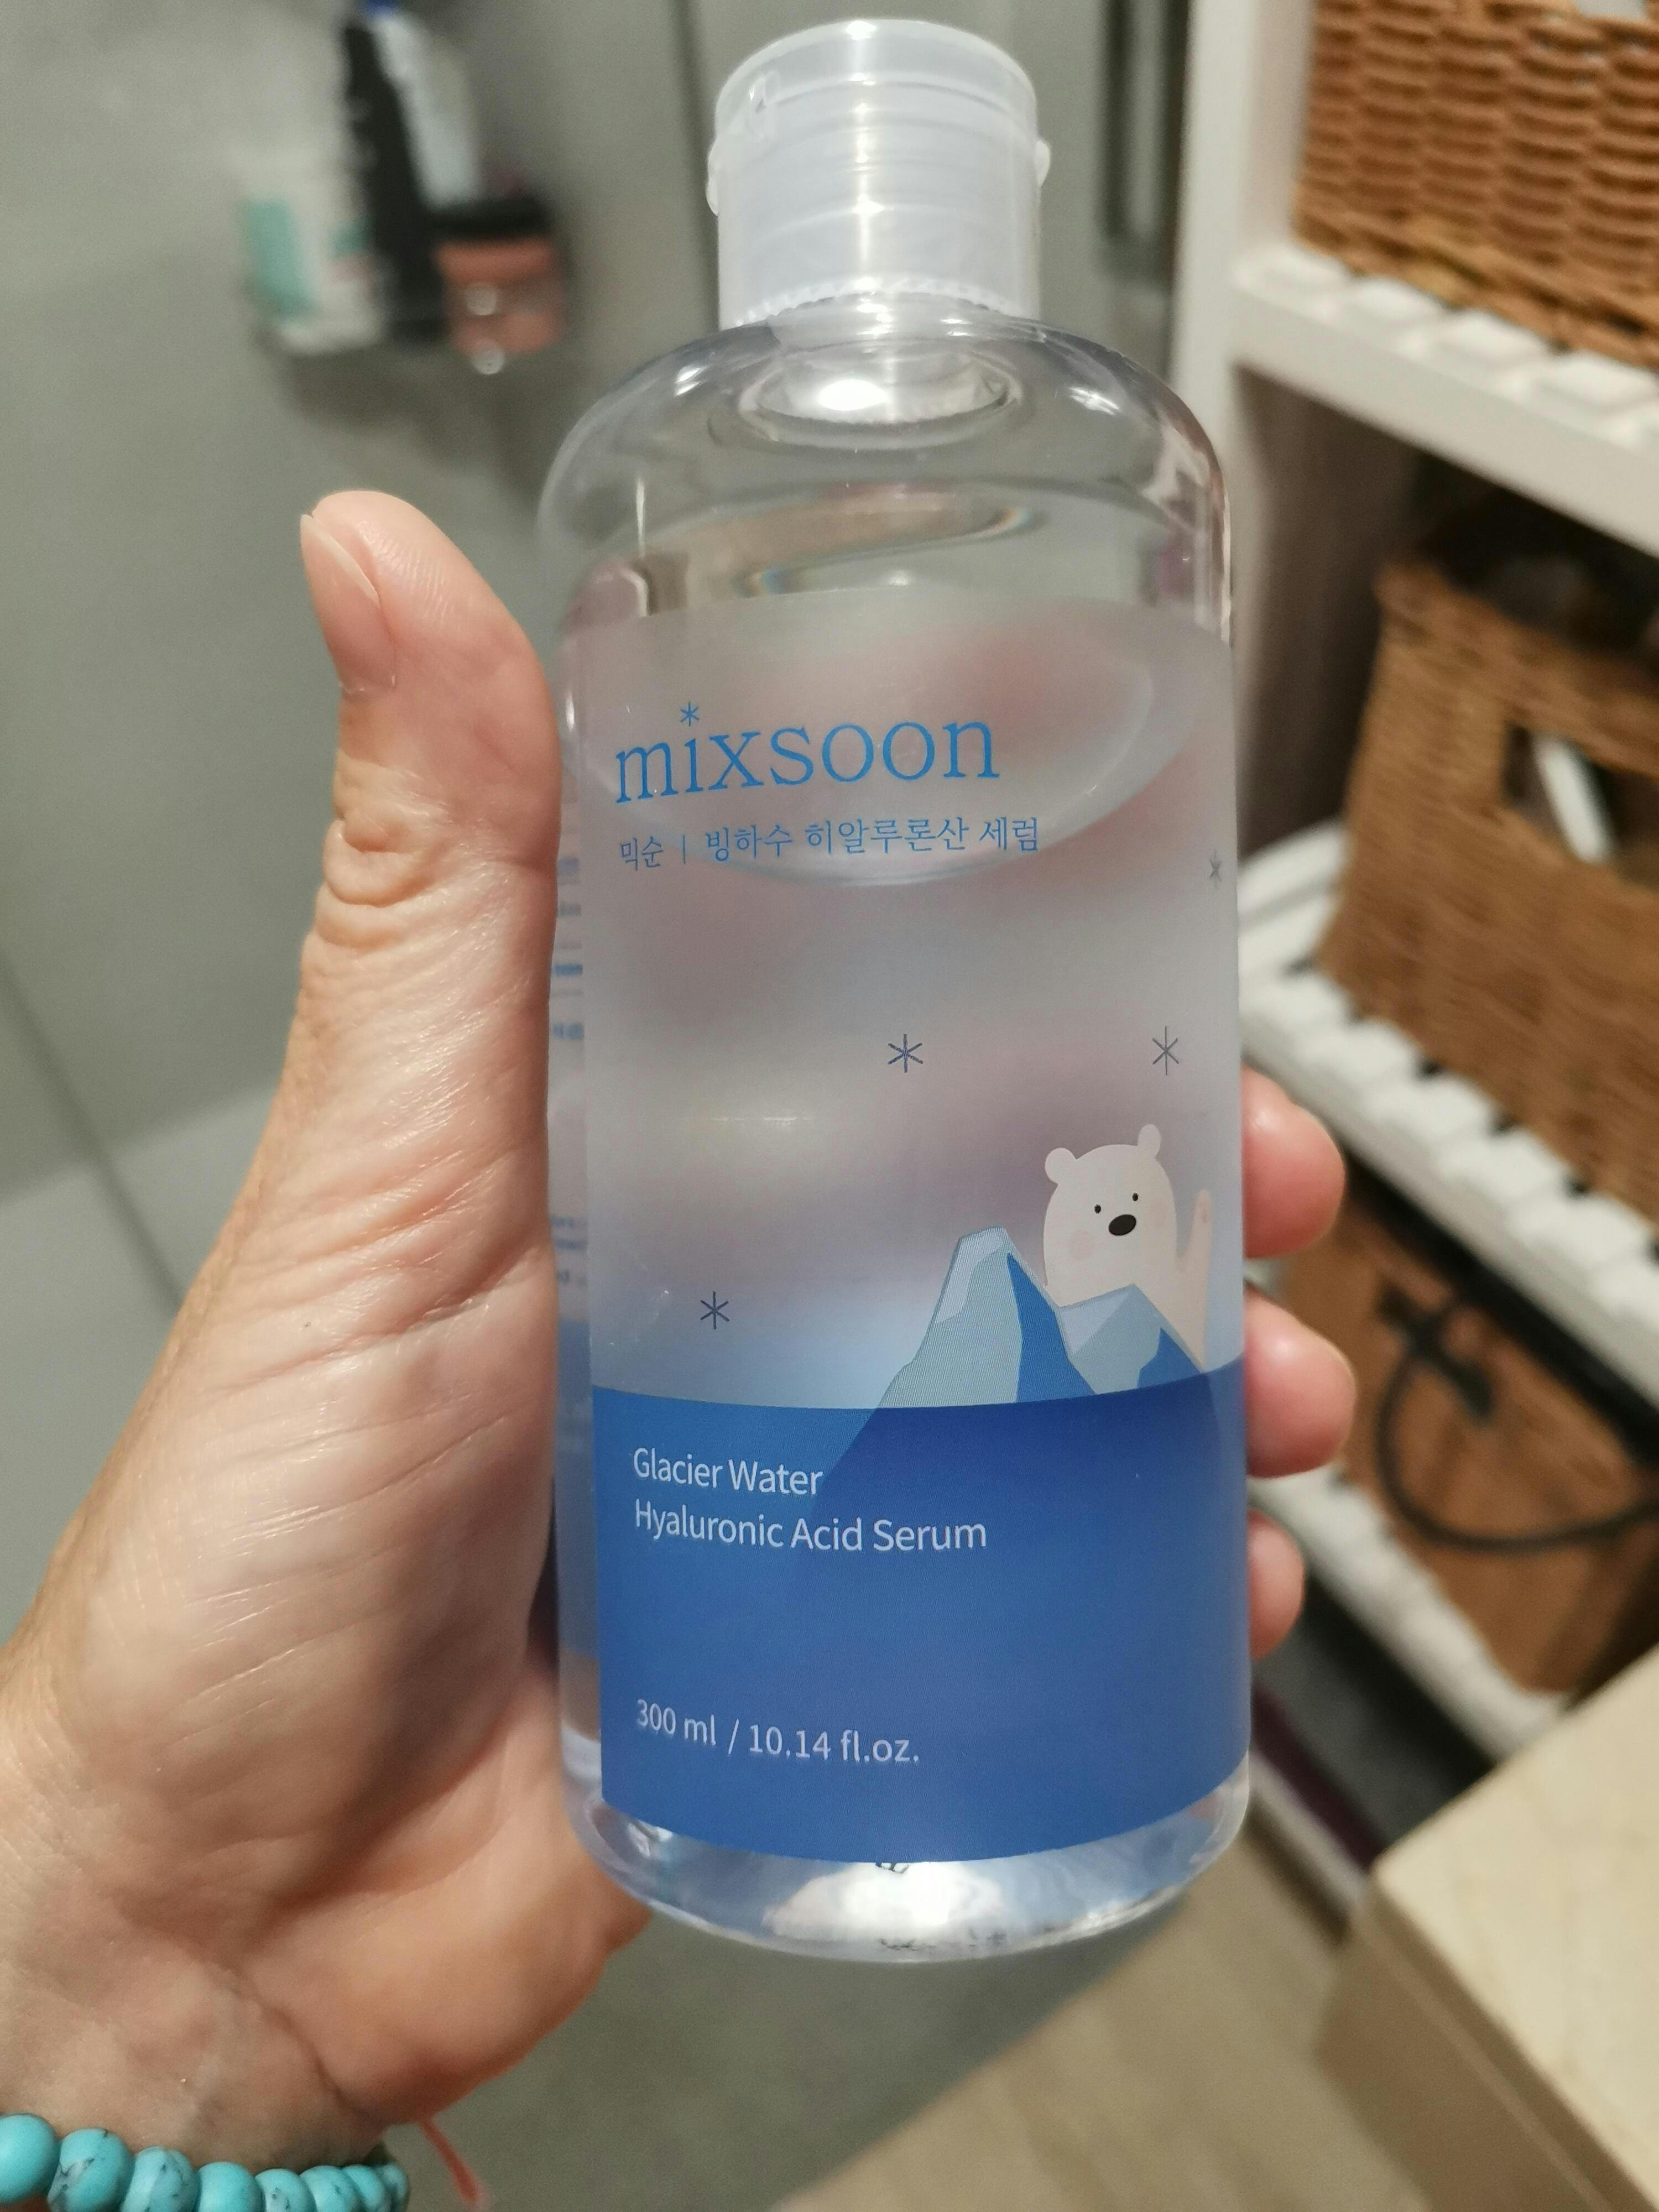 mixsoon
믹순 | 빙하수 히알루론산 세럼
Glacier Water
Hyaluronic Acid Serum
300 ml / 10.14 fl.oz.